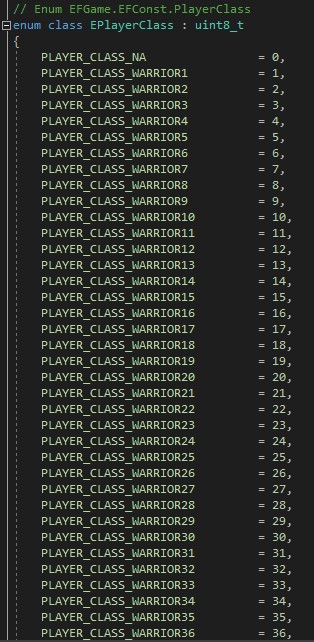 // Enum EFGame.EFConst.PlayerClass
enum class EPlayerClass : uint8_t
{
PLAYER_CLASS_NA = 0,
PLAYER_CLASS_WARRIOR1 = 1,
PLAYER_CLASS_WARRIOR2 = 2,
PLAYER_CLASS_WARRIOR3 = 3,
PLAYER_CLASS_WARRIOR4 = 4,
PLAYER_CLASS_WARRIOR5 = 5,
PLAYER_CLASS_WARRIOR6 = 6,
PLAYER_CLASS_WARRIOR7 = 7,
PLAYER_CLASS_WARRIOR8 = 8,
PLAYER_CLASS_WARRIOR9 = 9,
PLAYER_CLASS_WARRIOR10 = 10,
PLAYER_CLASS_WARRIOR11 = 11,
PLAYER_CLASS_WARRIOR12 = 12,
PLAYER_CLASS_WARRIOR13 = 13,
PLAYER_CLASS_WARRIOR14 = 14,
PLAYER_CLASS_WARRIOR15 = 15,
PLAYER_CLASS_WARRIOR16 = 16,
PLAYER_CLASS_WARRIOR17 = 17,
PLAYER_CLASS_WARRIOR18 = 18,
PLAYER_CLASS_WARRIOR19 = 19,
PLAYER_CLASS_WARRIOR20 = 20,
PLAYER_CLASS_WARRIOR21 = 21,
PLAYER_CLASS_WARRIOR22 = 22,
PLAYER_CLASS_WARRIOR23 = 23,
PLAYER_CLASS_WARRIOR24 = 24,
PLAYER_CLASS_WARRIOR25 = 25,
PLAYER_CLASS_WARRIOR26 = 26,
PLAYER_CLASS_WARRIOR27 = 27,
PLAYER_CLASS_WARRIOR28 = 28,
PLAYER_CLASS_WARRIOR29 = 29,
PLAYER_CLASS_WARRIOR30 = 30,
PLAYER_CLASS_WARRIOR31 = 31,
PLAYER_CLASS_WARRIOR32 = 32,
PLAYER_CLASS_WARRIOR33 = 33,
PLAYER_CLASS_WARRIOR34 = 34,
PLAYER_CLASS_WARRIOR35 = 35,
PLAYER_CLASS_WARRIOR36 = 36,